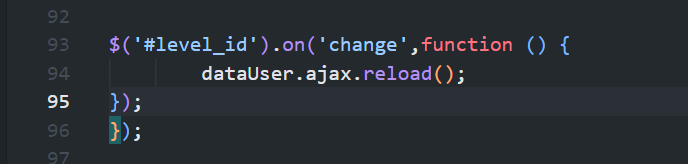 92
93 $('#level_id').on('change',function () {
94 dataUser.ajax.reload();
95 });
96 });
97